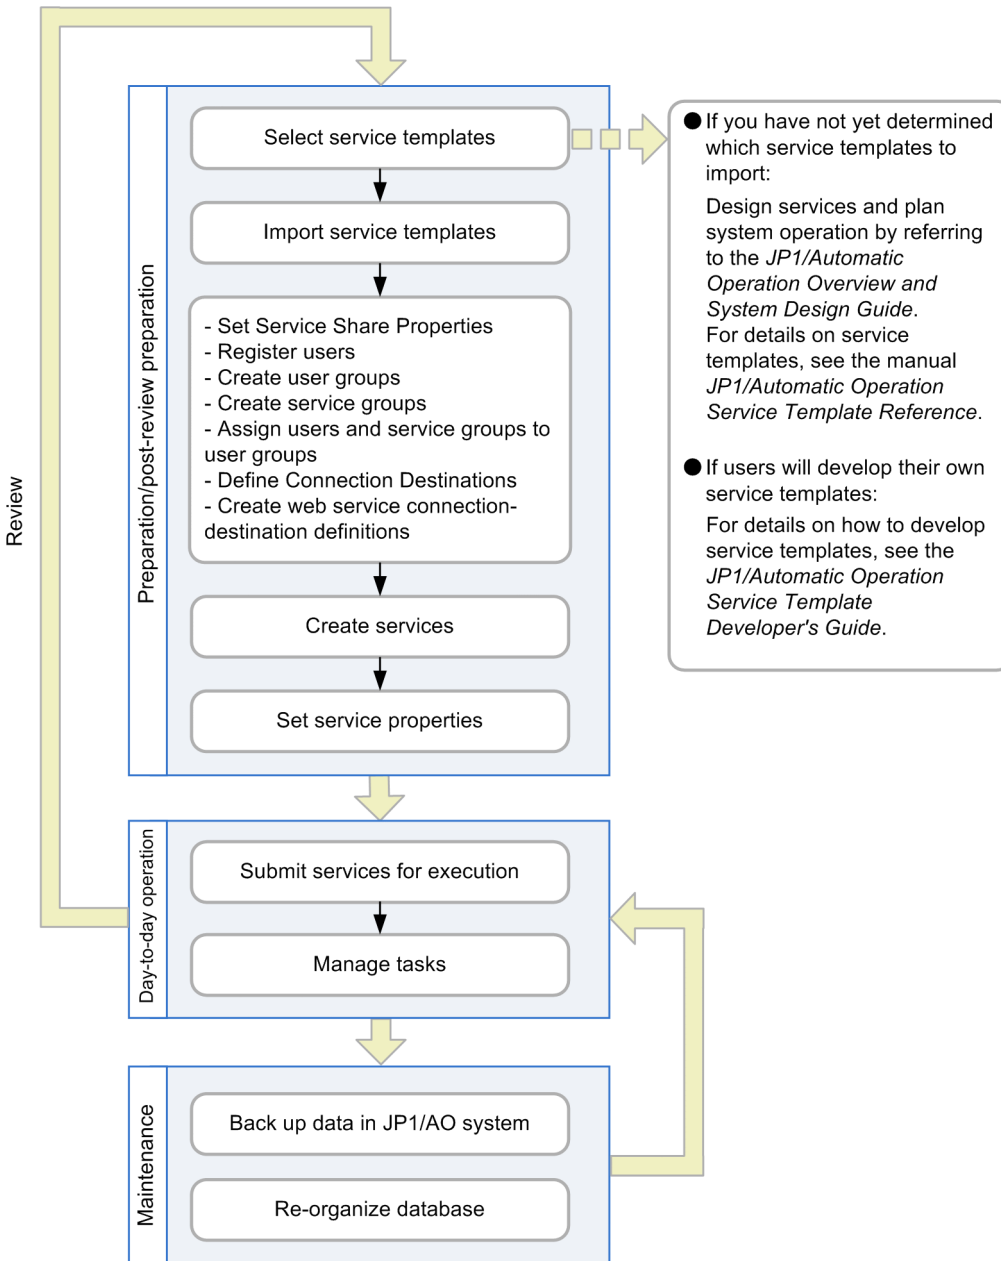 Review
Preparation/post-review preparation
Select service templates
Import service templates
- Set Service Share Properties
- Register users
- Create user groups
- Create service groups
- Assign users and service groups to
user groups
- Define Connection Destinations
- Create web service connection-
destination definitions
Create services
Set service properties
● If you have not yet determined
which service templates to
import:
Design services and plan
system operation by referring
to the JP1/Automatic
Operation Overview and
System Design Guide.
For details on service
templates, see the manual
JP1/Automatic Operation
Service Template Reference.
● If users will develop their own
service templates:
For details on how to develop
service templates, see the
JP1/Automatic Operation
Service Template
Developer's Guide.
Day-to-day operation
Submit services for execution
Manage tasks
Maintenance
Back up data in JP1/AO system
Re-organize database